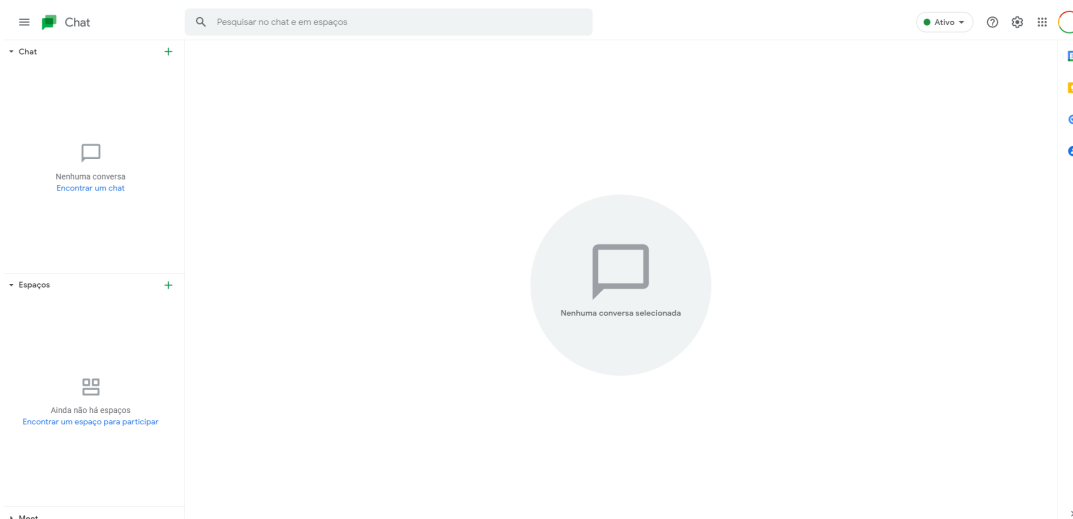 Chat
Pesquisar no chat e em espaços
Ativo
Chat
Nenhuma conversa
Encontrar um chat
Nenhuma conversa selecionada
Espaços
Ainda não há espaços
Encontrar um espaço para participar
Meet